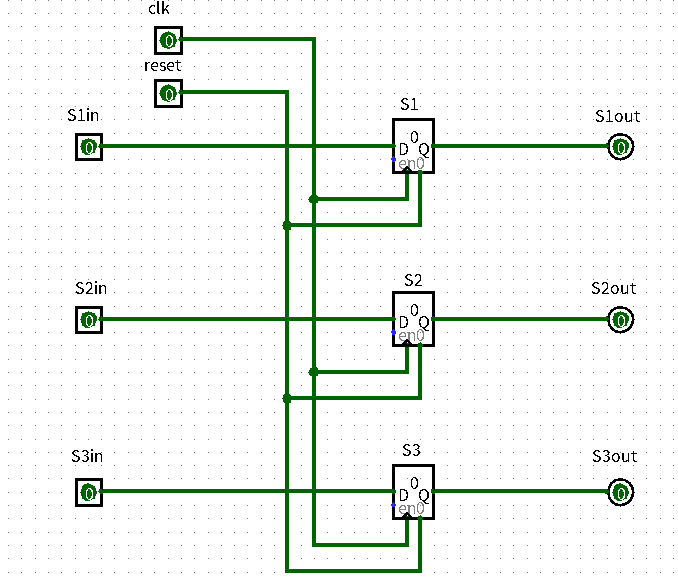 clk
0
reset
0
S1in
0
S1
0
D Q
en0
S1out
0
S2in
0
S2
0
D Q
en0
S2out
0
S3in
0
S3
0
D Q
en0
S3out
0